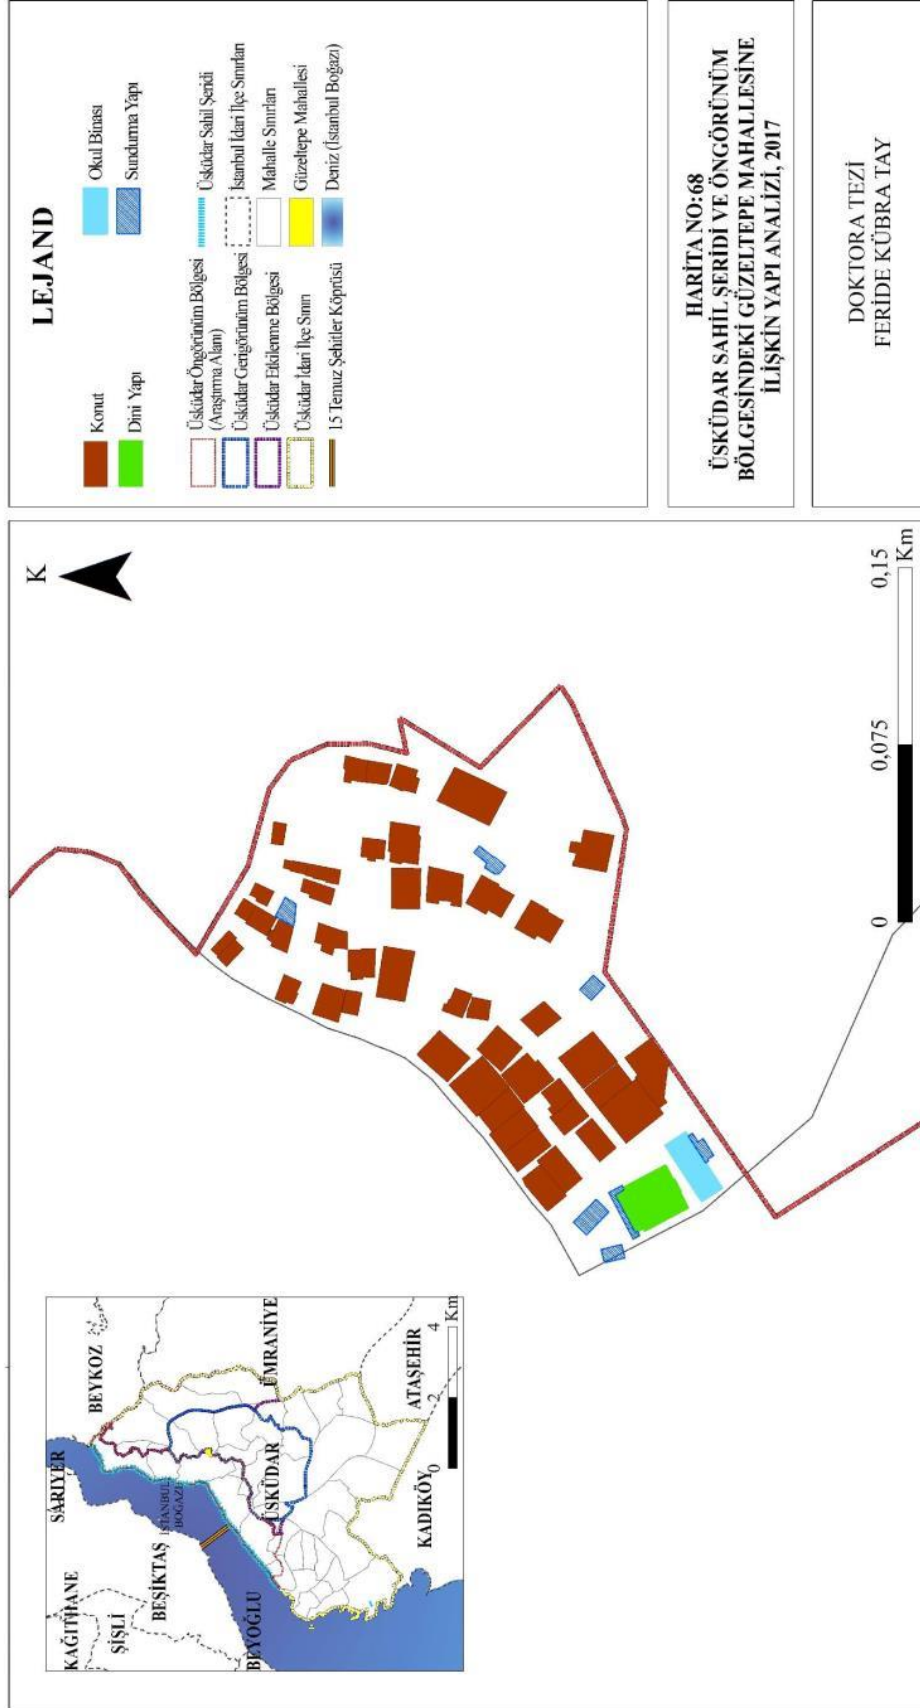 KAĞITHANE
ŞİŞLİ
BEŞİKTAŞ
BEYOĞLU
SARIYER
İSTANBUL
BOĞAZI
BEYKOZ
ÜSKÜDAR
ÜMRANİYE
KADIKÖY
ATAŞEHİR
0 2 4
Km
K
0 0,075 0,15
Km
LEJAND
Konut
Okul Binası
Dini Yapı
Sundurma Yapı
Üsküdar Öngörünüm Bölgesi
(Araştırma Alanı)
Üsküdar Sahil Şeridi
Üsküdar Gerigörünüm Bölgesi
İstanbul İdari İlçe Sınırları
Üsküdar Etkilenme Bölgesi
Mahalle Sınırları
Üsküdar İdari İlçe Sınırı
Güzeltepe Mahallesi
15 Temuz Şehitler Köprüsü
Deniz (İstanbul Boğazı)
HARİTA NO:68
ÜSKÜDAR SAHİL ŞERİDİ VE ÖNGÖRÜNÜM
BÖLGESİNDEKİ GÜZELTEPE MAHALLESİNE
İLİŞKİN YAPI ANALİZİ, 2017
DOKTORA TEZİ
FERİDE KÜBRA TAY